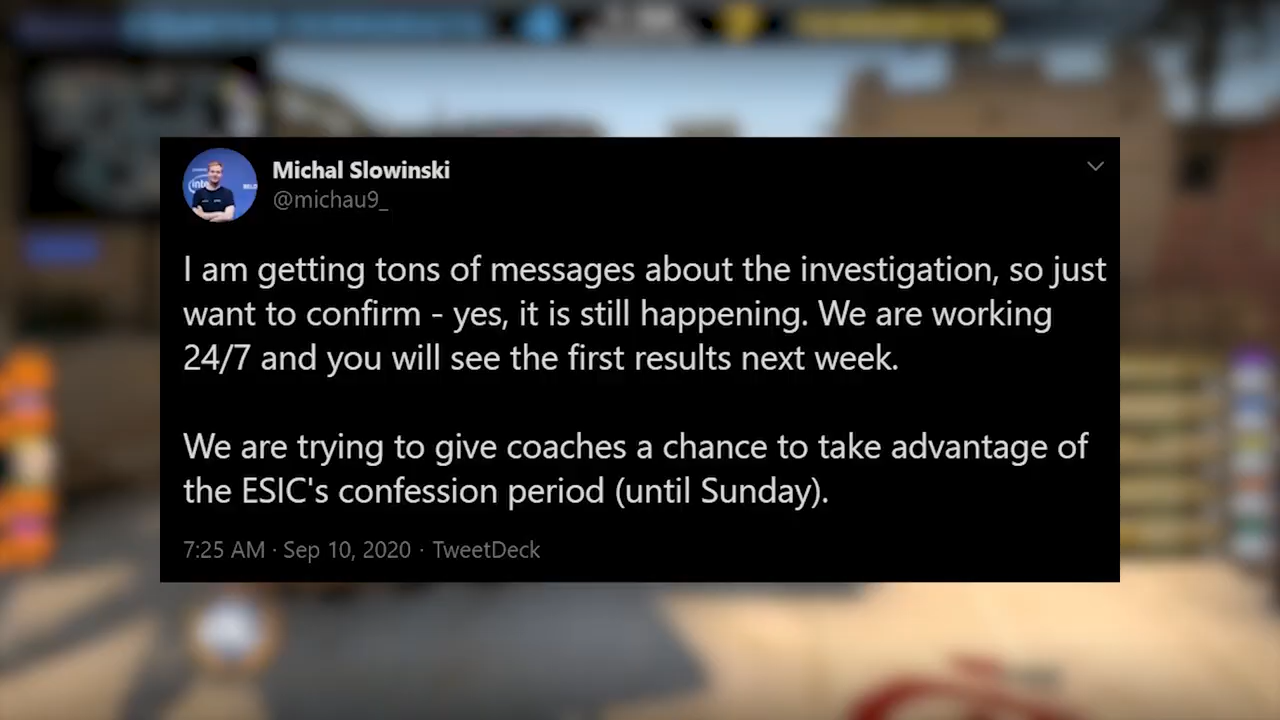 Michal Slowinski
@michau9_
I am getting tons of messages about the investigation, so just
want to confirm - yes, it is still happening. We are working
24/7 and you will see the first results next week.
We are trying to give coaches a chance to take advantage of
the ESIC's confession period (until Sunday).
7:25 AM · Sep 10, 2020 · TweetDeck